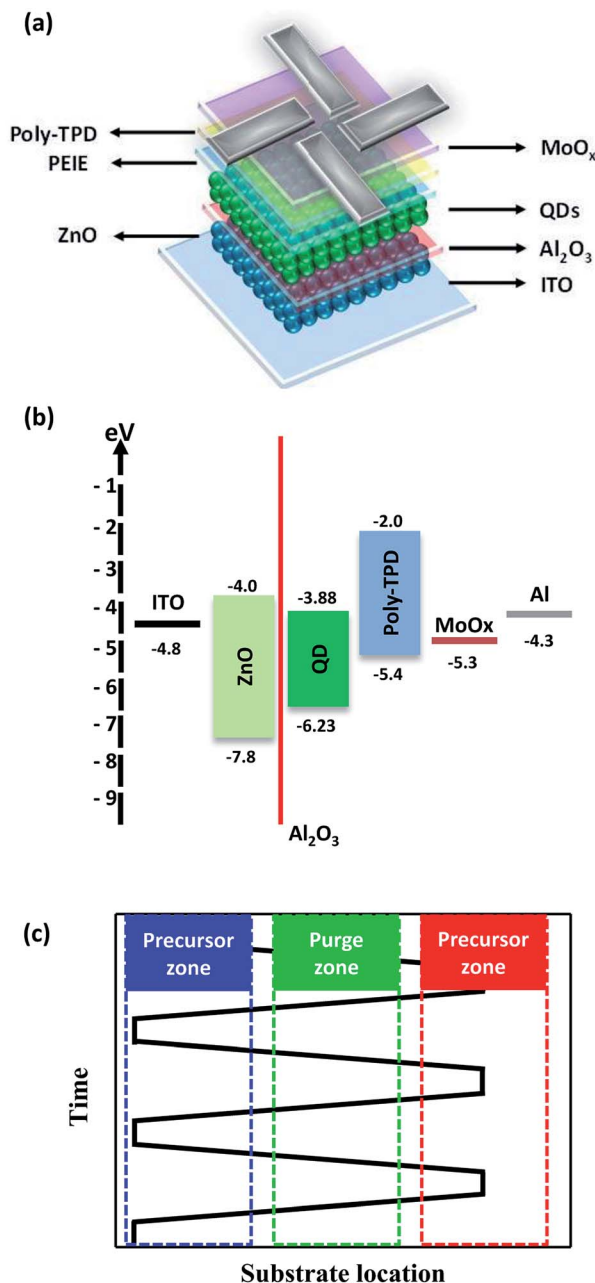 (a)
Poly-TPD
PEIE
ZnO
MoOₓ
QDs
Al₂O₃
ITO
(b)
eV
- 1
- 2
- 3
- 4
- 5
- 6
- 7
- 8
- 9
ITO
-4.8
-4.0
ZnO
-7.8
Al₂O₃
-3.88
QD
-6.23
-2.0
Poly-TPD
-5.4
MoOx
-5.3
Al
-4.3
(c)
Precursor
zone
Purge
zone
Precursor
zone
Time
Substrate location